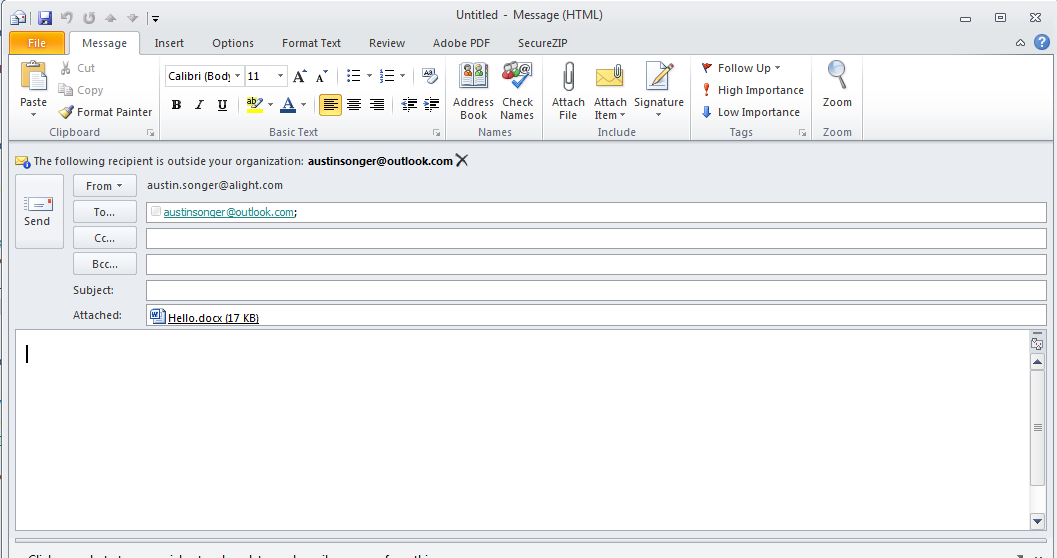 Untitled - Message (HTML)
File Message Insert Options Format Text Review Adobe PDF SecureZIP
Paste Cut Copy Format Painter
Calibri (Body 11
B I U ab A
Address Book Check Names
Attach File Attach Item Signature
Follow Up High Importance Low Importance
Zoom
Clipboard Basic Text Names Include Tags Zoom
The following recipient is outside your organization: austinsonger@outlook.com
Send
From austin.songer@alight.com
To... austinsonger@outlook.com;
Cc...
Bcc...
Subject:
Attached: Hello.docx (17 KB)